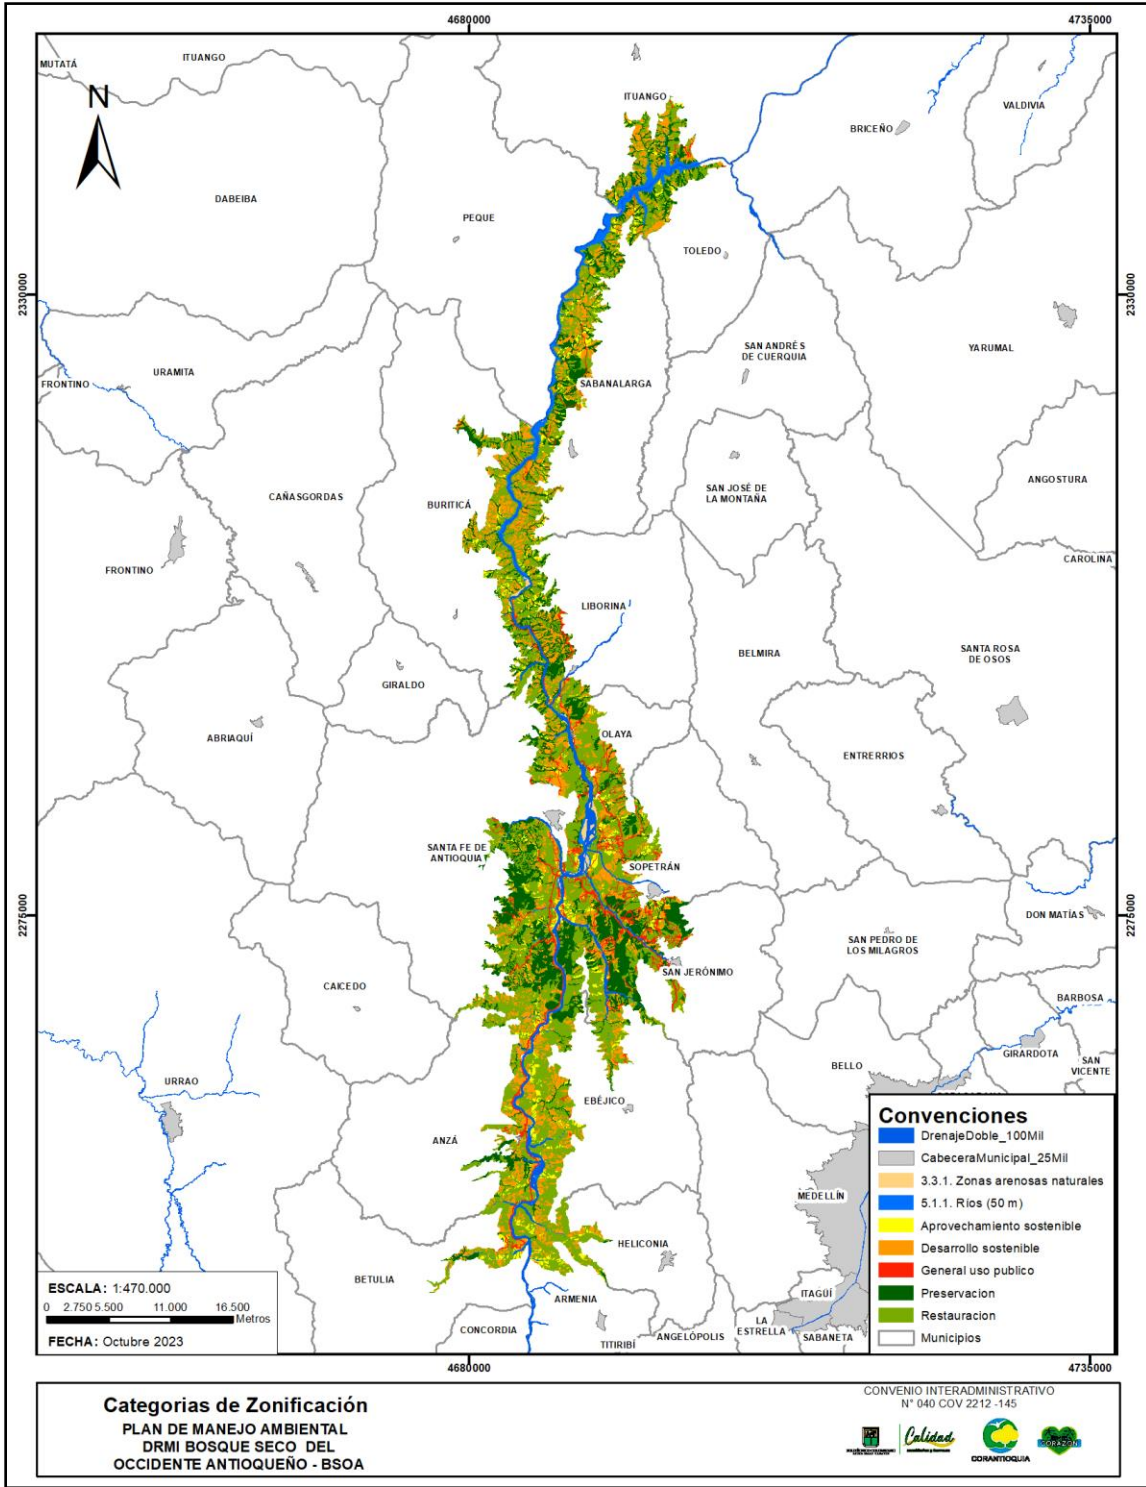 4680000
4735000
MUTATÁ
ITUANGO
N
ITUANGO
VALDIVIA
BRICEÑO
DABEIBA
PEQUE
TOLEDO
2330000
2330000
SAN ANDRÉS
DE CUERQUIA
YARUMAL
URAMITA
FRONTINO
SABANALARGA
ANGOSTURA
SAN JOSÉ DE
LA MONTAÑA
CAÑASGORDAS
BURITICÁ
CAROLINA
FRONTINO
LIBORINA
BELMIRA
SANTA ROSA
DE OSOS
GIRALDO
ABRIAQUÍ
OLAYA
ENTRERRIOS
SANTA FE DE
ANTIOQUIA
SOPETRÁN
2275000
2275000
DON MATÍAS
SAN PEDRO DE
LOS MILAGROS
SAN JERÓNIMO
CAICEDO
BARBOSA
GIRARDOTA
SAN
VICENTE
BELLO
URRAO
EBÉJICO
ANZÁ
MEDELLÍN
HELICONIA
BETULIA
ARMENIA
ITAGÜÍ
CONCORDIA
TITIRIBÍ
ANGELÓPOLIS
LA
ESTRELLA
SABANETA
Convenciones
DrenajeDoble_100Mil
CabeceraMunicipal_25Mil
3.3.1. Zonas arenosas naturales
5.1.1. Ríos (50 m)
Aprovechamiento sostenible
Desarrollo sostenible
General uso publico
Preservacion
Restauracion
Municipios
ESCALA: 1:470.000
0 2.750 5.500 11.000 16.500
Metros
FECHA: Octubre 2023
4680000
4735000
Categorias de Zonificación
PLAN DE MANEJO AMBIENTAL
DRMI BOSQUE SECO DEL
OCCIDENTE ANTIOQUEÑO - BSOA
CONVENIO INTERADMINISTRATIVO
N° 040 COV 2212 -145
Calidad
CORANTIOQUIA
CORAZÓN